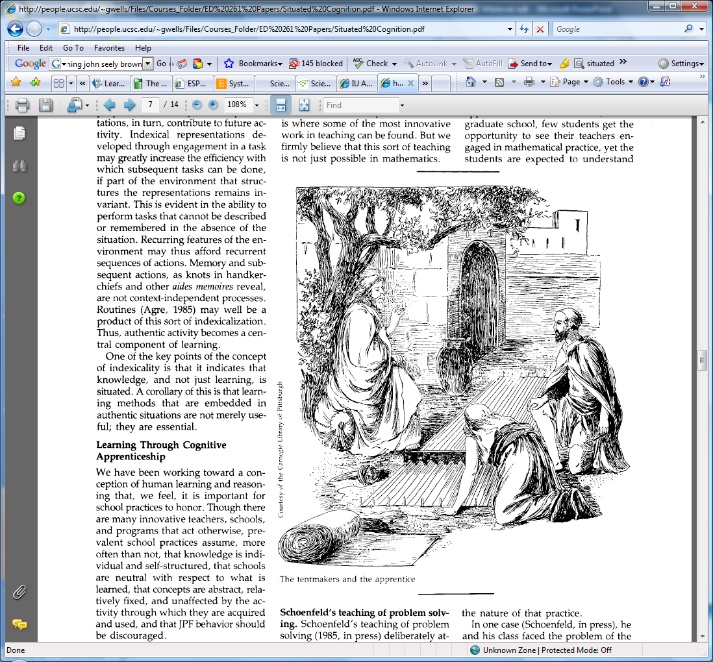 http://people.ucsc.edu/~gwells/Files/Courses_Folder/ED%20261%20Papers/Situated%20Cognition.pdf - Windows Internet Explorer
http://people.ucsc.edu/~gwells/Files/Courses_Folder/ED%20261%20Papers/Situated%20Cognition.pdf
Google
File Edit Go To Favorites Help
Google ning john seely brown Go Bookmarks 145 blocked Check AutoLink AutoFill Send to situated Settings
Lear... The ... ESP... Syst... Scie... Scie... IU A... h... Page Tools
7 / 14 108% Find
tations, in turn, contribute to future ac-
tivity. Indexical representations de-
veloped through engagement in a task
may greatly increase the efficiency with
which subsequent tasks can be done,
if part of the environment that struc-
tures the representations remains in-
variant. This is evident in the ability to
perform tasks that cannot be described
or remembered in the absence of the
situation. Recurring features of the en-
vironment may thus afford recurrent
sequences of actions. Memory and sub-
sequent actions, as knots in handker-
chiefs and other aides memoires reveal,
are not context-independent processes.
Routines (Agre, 1985) may well be a
product of this sort of indexicalization.
Thus, authentic activity becomes a cen-
tral component of learning.
One of the key points of the concept
of indexicality is that it indicates that
knowledge, and not just learning, is
situated. A corollary of this is that learn-
ing methods that are embedded in
authentic situations are not merely use-
ful; they are essential.
Learning Through Cognitive
Apprenticeship
We have been working toward a con-
ception of human learning and reason-
ing that, we feel, it is important for
school practices to honor. Though there
are many innovative teachers, schools,
and programs that act otherwise, pre-
valent school practices assume, more
often than not, that knowledge is indi-
vidual and self-structured, that schools
are neutral with respect to what is
learned, that concepts are abstract, rela-
tively fixed, and unaffected by the ac-
tivity through which they are acquired
and used, and that JPF behavior should
be discouraged.
is where some of the most innovative
work in teaching can be found. But we
firmly believe that this sort of teaching
is not just possible in mathematics.
graduate school, few students get the
opportunity to see their teachers en-
gaged in mathematical practice, yet the
students are expected to understand
Courtesy of the Carnegie Library of Pittsburgh
The tentmakers and the apprentice
Schoenfeld's teaching of problem solv-
ing. Schoenfeld's teaching of problem
solving (1985, in press) deliberately at-
the nature of that practice.
In one case (Schoenfeld, in press), he
and his class faced the problem of the
Done
Unknown Zone | Protected Mode: Off